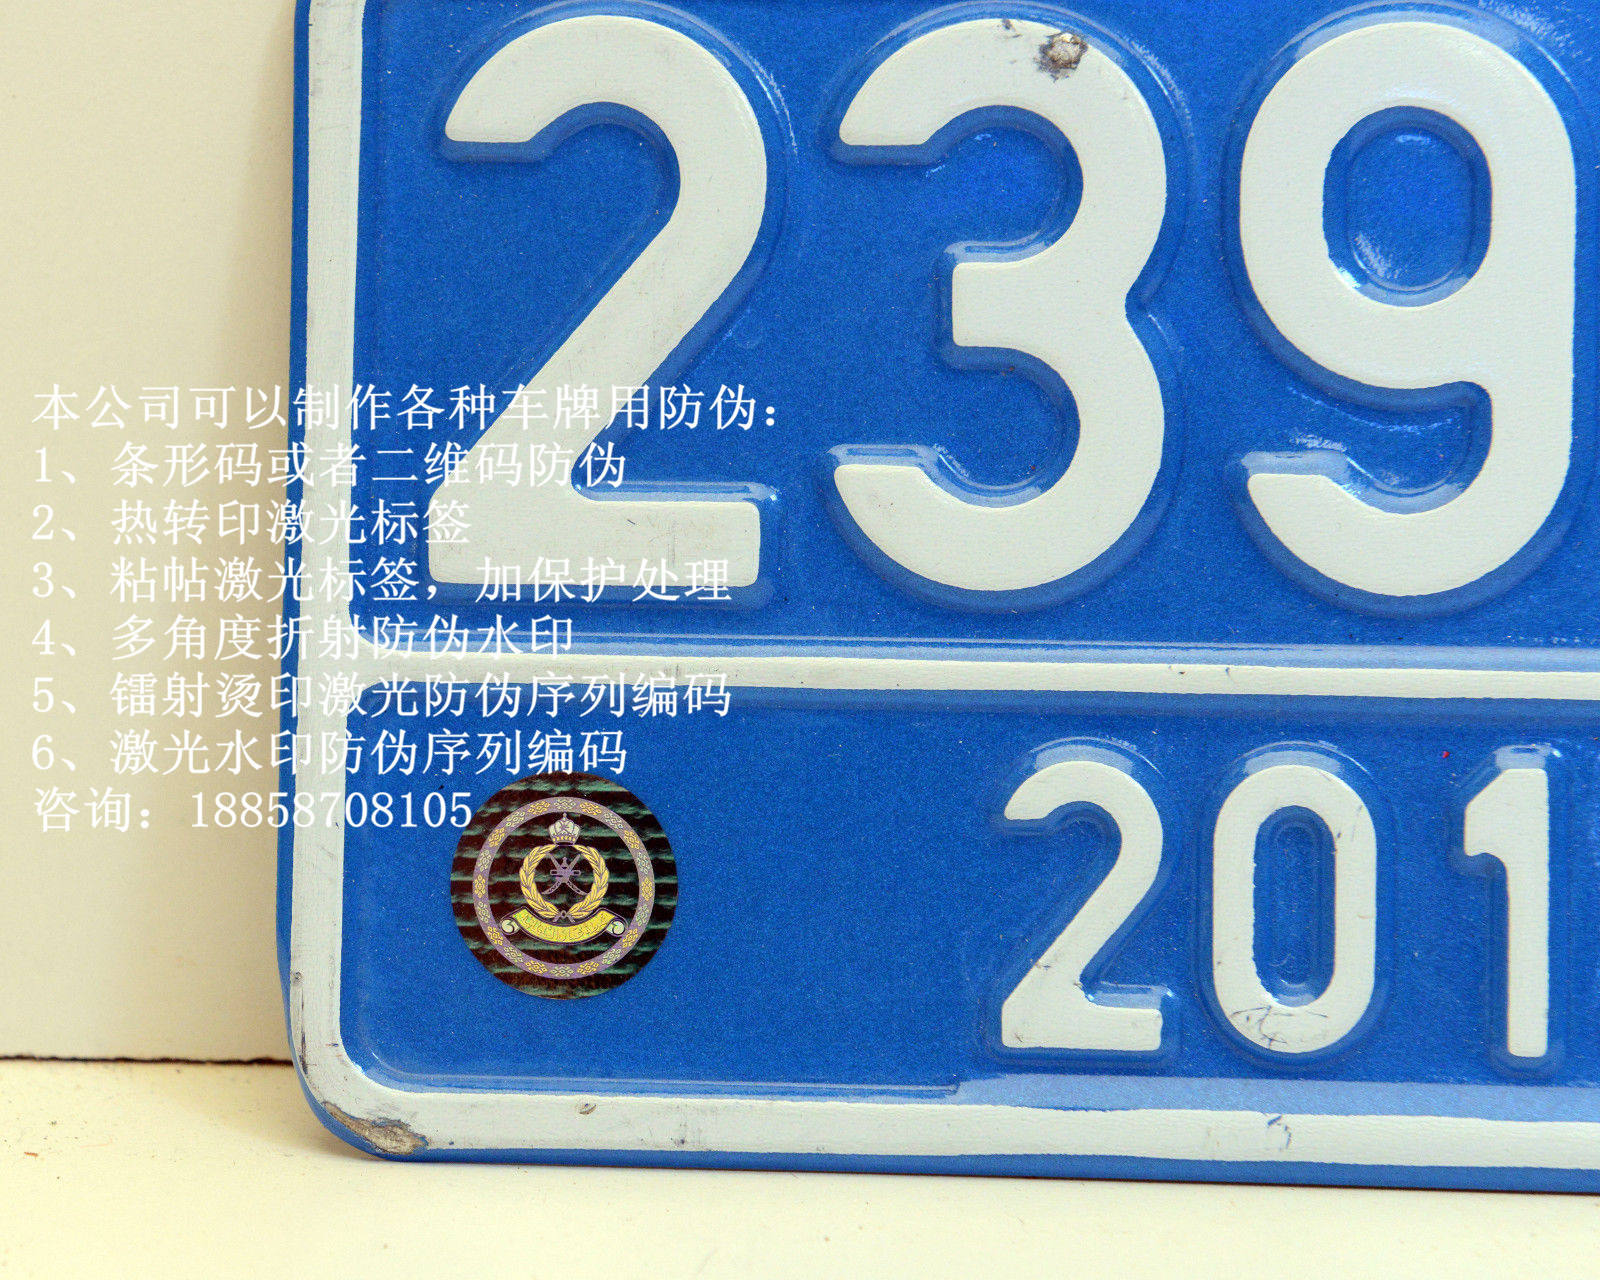 239
本公司可以制作各种车牌用防伪：
1、条形码或者二维码防伪
2、热转印激光标签
3、粘帖激光标签，加保护处理
4、多角度折射防伪水印
5、镭射烫印激光防伪序列编码
6、激光水印防伪序列编码
咨询：18858708105
201